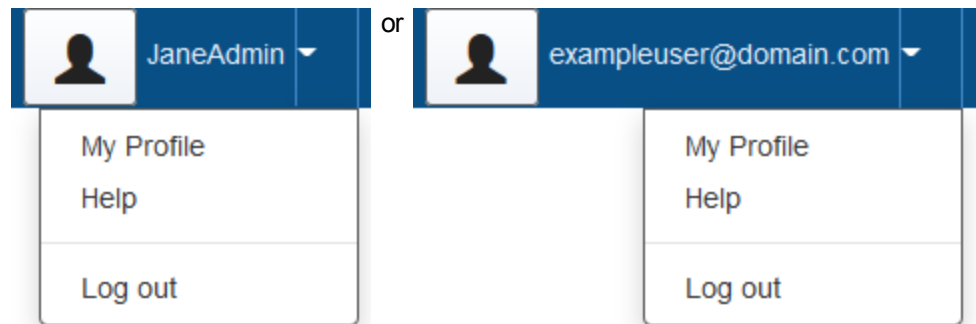 JaneAdmin
My Profile
Help
Log out
or
exampleuser@domain.com
My Profile
Help
Log out